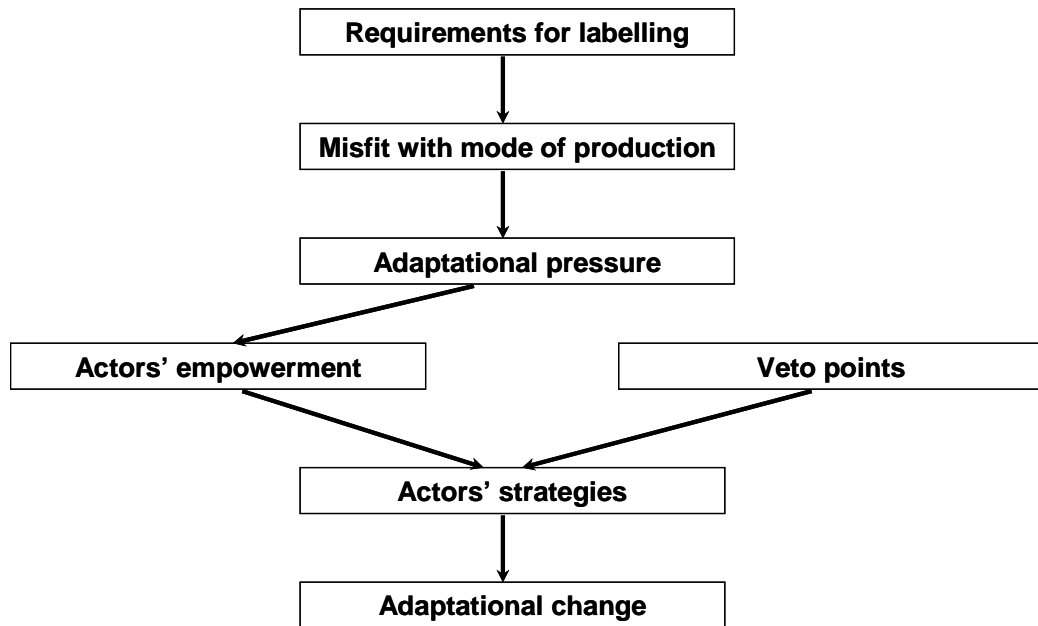 Requirements for labelling
Misfit with mode of production
Adaptational pressure
Actors’ empowerment
Veto points
Actors’ strategies
Adaptational change